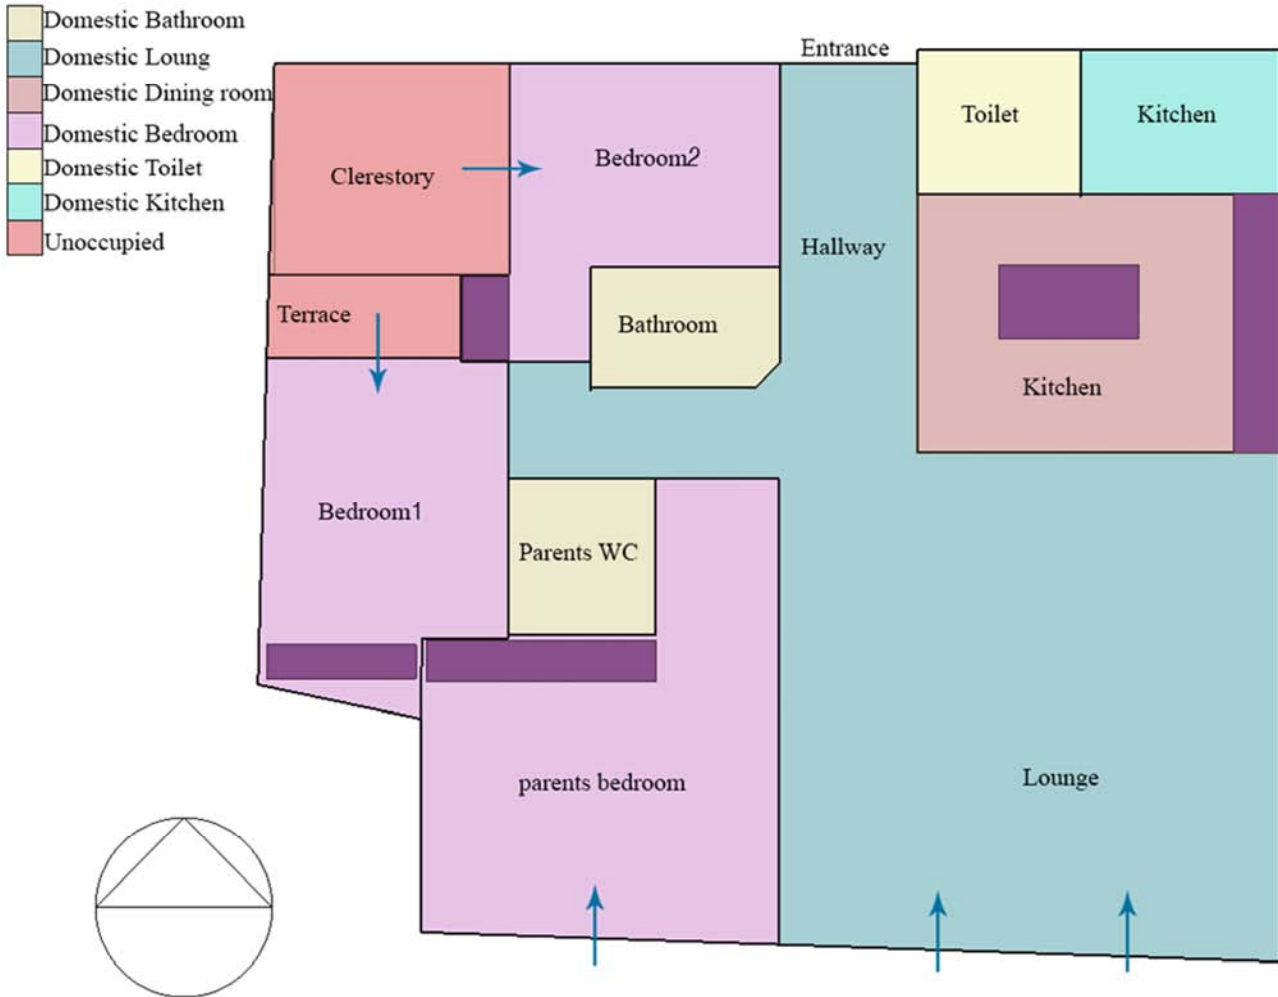 Domestic Bathroom
Domestic Loung
Domestic Dining room
Domestic Bedroom
Domestic Toilet
Domestic Kitchen
Unoccupied
Entrance
Toilet
Kitchen
Bedroom2
Clerestory
Hallway
Terrace
Bathroom
Kitchen
Bedroom1
Parents WC
parents bedroom
Lounge